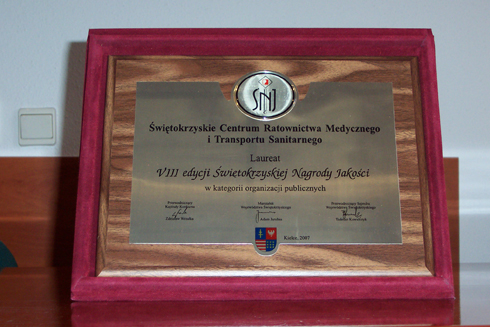 SNJ
Świętokrzyskie Centrum Ratownictwa Medycznego
i Transportu Sanitarnego
Laureat
VIII edycji Świętokrzyskiej Nagrody Jakości
w kategorii organizacji publicznych
Kielce, 2007